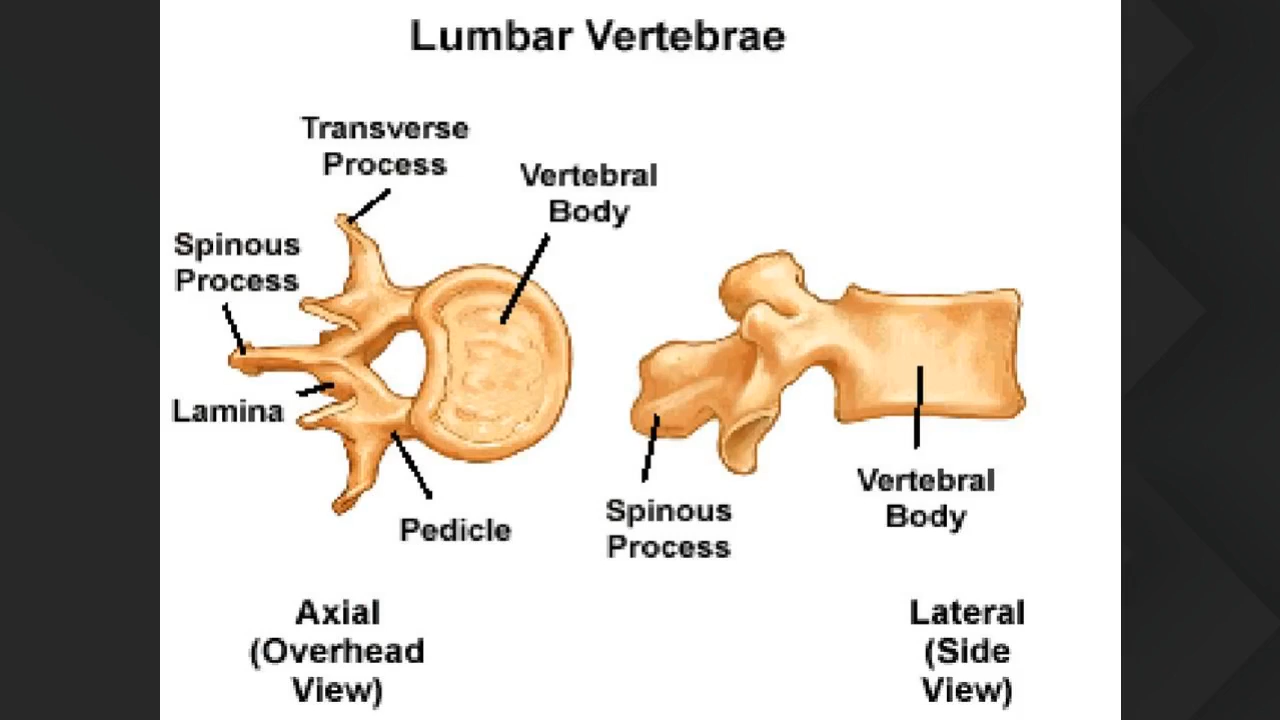 Lumbar Vertebrae
Transverse
Process
Vertebral
Body
Spinous
Process
Lamina
Pedicle
Spinous
Process
Vertebral
Body
Axial
(Overhead
View)
Lateral
(Side
View)